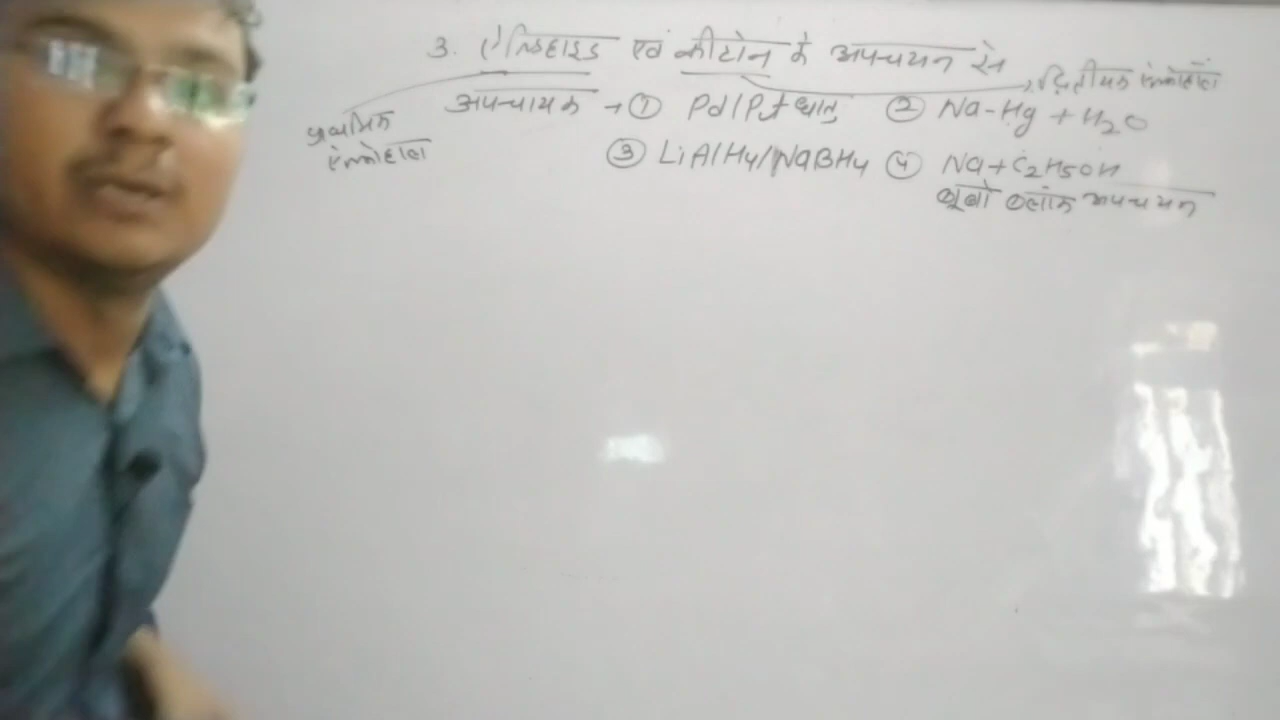 3. ऐल्डिहाइड एवं कीटोन के अपचयन से
द्वितीयक ऐल्कोहॉल
प्राथमिक ऐल्कोहॉल
अपचायक → ① Pd/Pt धातु ② Na-Hg + H2O
③ LiAlH4/NaBH4 ④ Na+C2H5OH
बूवो ब्लांक अपचयन